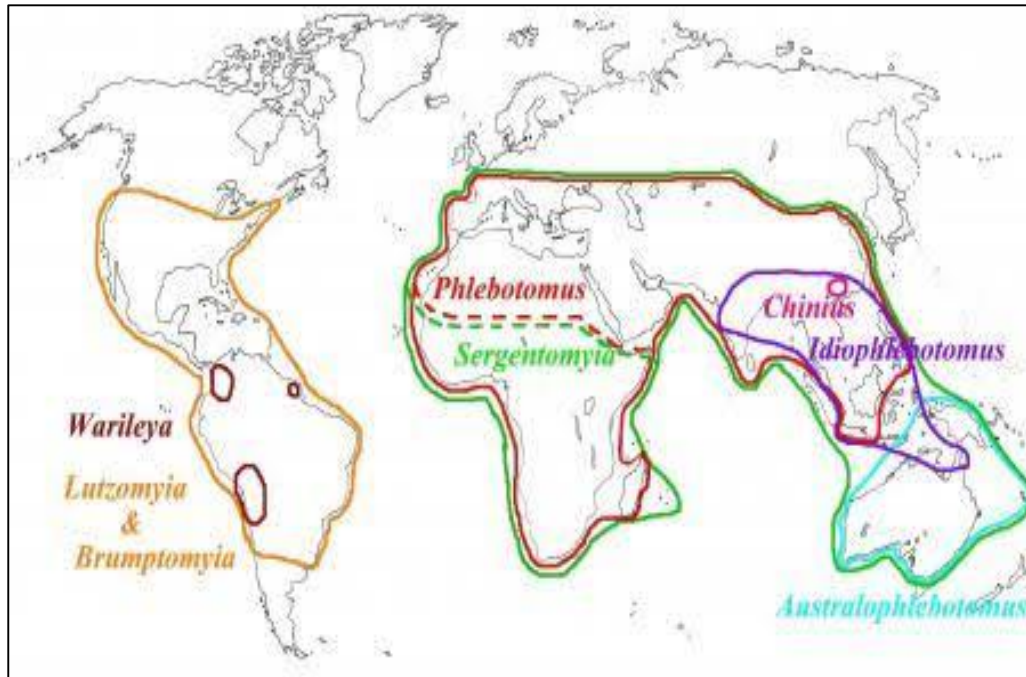 Phlebotomus
Sergentomyia
Chinius
Idiophlebotomus
Warileya
Lutzomyia
&
Brumptomyia
Australophlebotomus